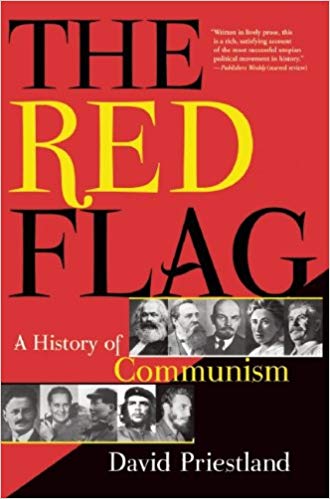 THE
RED
FLAG
"Written in lively prose, this
is a rich, satisfying account
of the most successful utopian
political movement in history."
—Publishers Weekly (starred review)
A History of
Communism
David Priestland